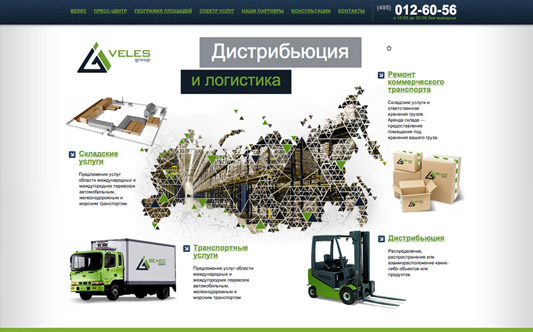 ВЕЛЕС ПРЕСС-ЦЕНТР ГЕОГРАФИЯ ПЛОЩАДЕЙ СПЕКТР УСЛУГ НАШИ ПАРТНЕРЫ КОНСУЛЬТАЦИИ КОНТАКТЫ
(495) 012-60-56
с 10.00 до 20.00 без выходных
VELES
group
Дистрибьюция
и логистика
Ремонт
коммерческого
транспорта
Складские услуги и
ответственное
хранение грузов.
Аренда склада —
предоставление
помещения под
хранение вашего груза.
Складские
услуги
Предложение услуг
области международных и
междугородних перевозок
автомобильным,
железнодорожным и
морским транспортом.
Транспортные
услуги
Предложение услуг области
международных и
междугородних перевозок
автомобильным,
железнодорожным и
морским транспортом
Дистрибьюция
Распределение,
распространение или
взаиморасположение каких-
либо объектов или
продуктов.